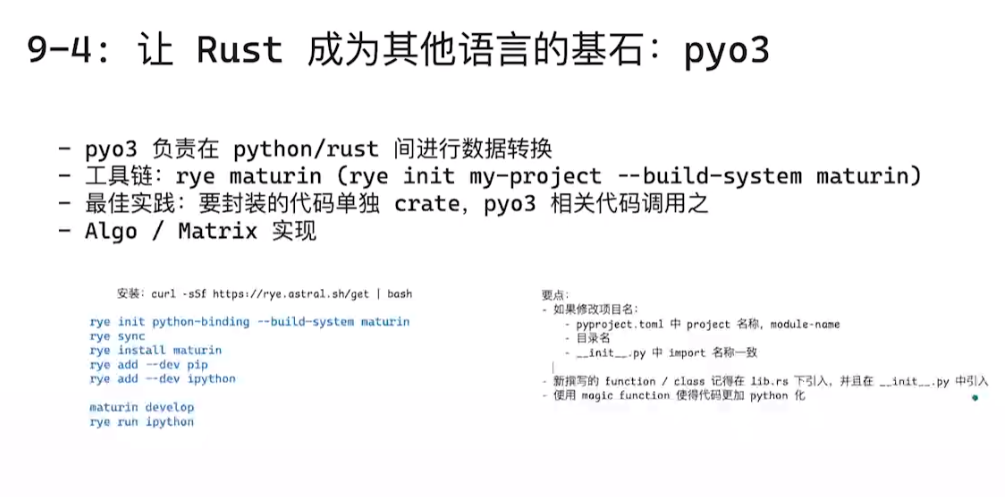 9-4: 让 Rust 成为其他语言的基石: pyo3
- pyo3 负责在 python/rust 间进行数据转换
- 工具链: rye maturin (rye init my-project --build-system maturin)
- 最佳实践: 要封装的代码单独 crate, pyo3 相关代码调用之
- Algo / Matrix 实现
安装: curl -sSf https://rye.astral.sh/get | bash
rye init python-binding --build-system maturin
rye sync
rye install maturin
rye add --dev pip
rye add --dev ipython
maturin develop
rye run ipython
要点:
- 如果修改项目名:
- pyproject.toml 中 project 名称, module-name
- 目录名
- __init__.py 中 import 名称一致
- 新撰写的 function / class 记得在 lib.rs 下引入, 并且在 __init__.py 中引入
- 使用 magic function 使得代码更加 python 化